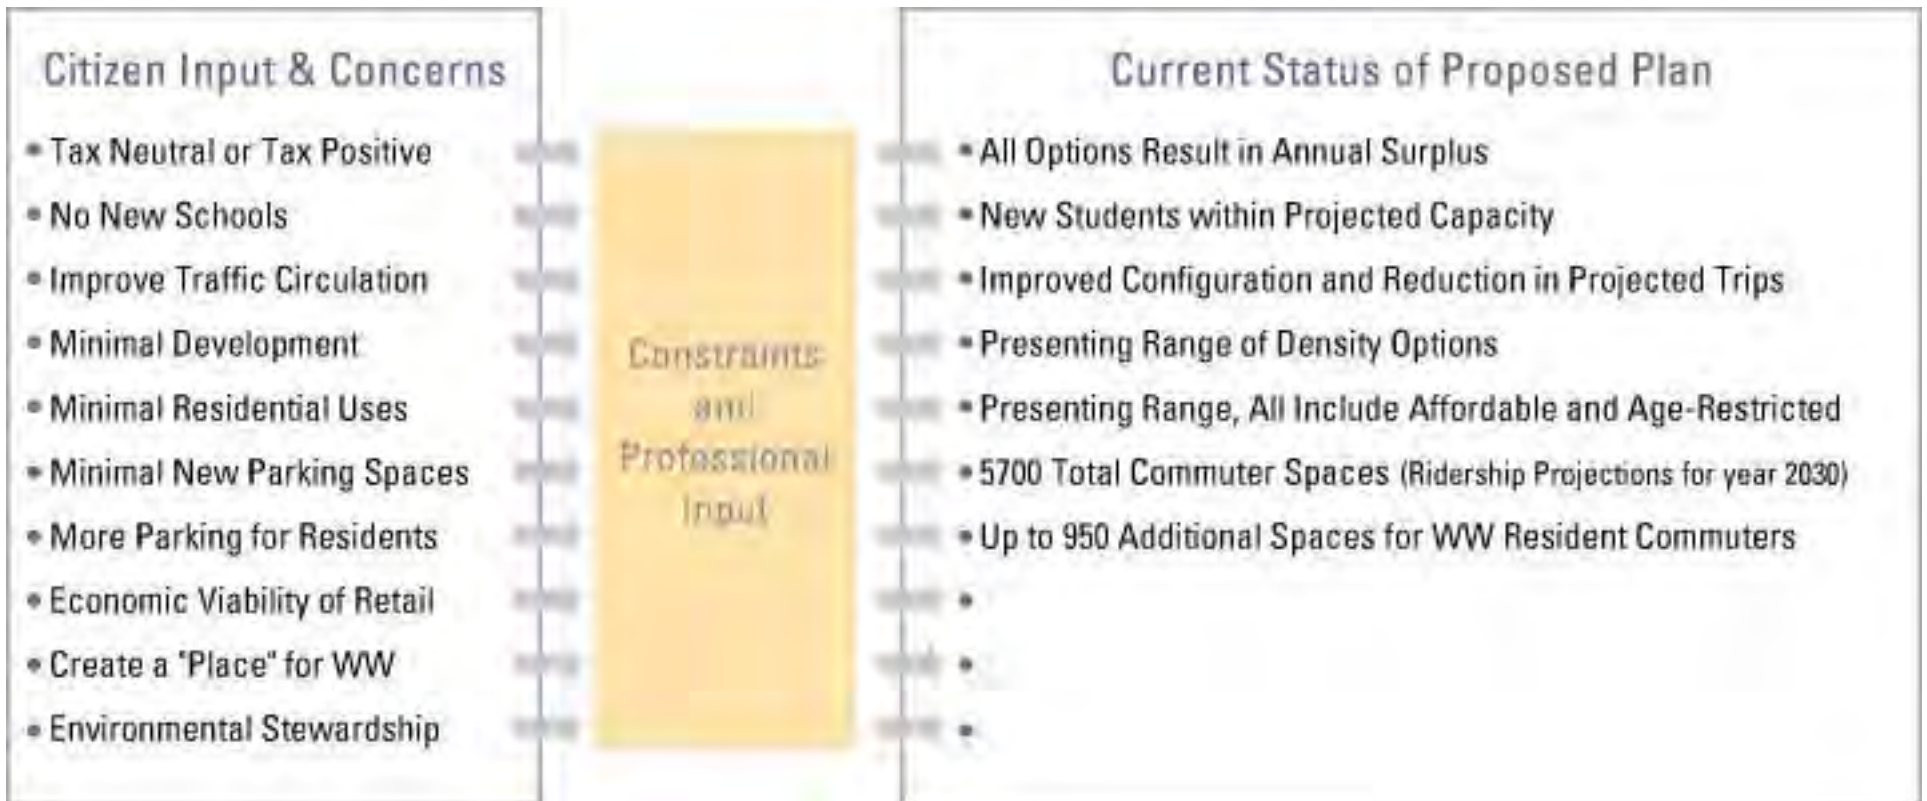 Citizen Input & Concerns
• Tax Neutral or Tax Positive
• No New Schools
• Improve Traffic Circulation
• Minimal Development
• Minimal Residential Uses
• Minimal New Parking Spaces
• More Parking for Residents
• Economic Viability of Retail
• Create a "Place" for WW
• Environmental Stewardship
Constraints
and
Professional
Input
Current Status of Proposed Plan
• All Options Result in Annual Surplus
• New Students within Projected Capacity
• Improved Configuration and Reduction in Projected Trips
• Presenting Range of Density Options
• Presenting Range, All Include Affordable and Age-Restricted
• 5700 Total Commuter Spaces (Ridership Projections for year 2030)
• Up to 950 Additional Spaces for WW Resident Commuters
•
•
•